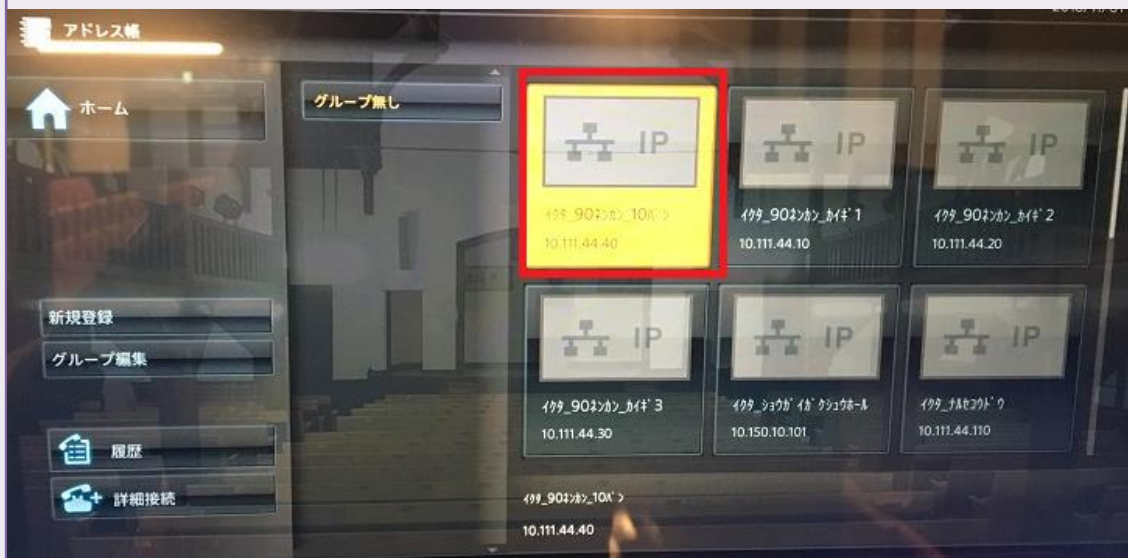 アドレス帳
ホーム
グループ無し
新規登録
グループ編集
履歴
詳細接続
IP
ｲｸﾀ_90ﾈﾝｶﾝ_10ﾊﾞﾝ
10.111.44.40
IP
ｲｸﾀ_90ﾈﾝｶﾝ_ｶｲｷﾞ1
10.111.44.10
IP
ｲｸﾀ_90ﾈﾝｶﾝ_ｶｲｷﾞ2
10.111.44.20
IP
ｲｸﾀ_90ﾈﾝｶﾝ_ｶｲｷﾞ3
10.111.44.30
IP
ｲｸﾀ_ｼｮｳｶﾞｲｶﾞｸｼｭｳﾎｰﾙ
10.150.10.101
IP
ｲｸﾀ_ﾅﾙｾｺｳﾄﾞｳ
10.111.44.110
ｲｸﾀ_90ﾈﾝｶﾝ_10ﾊﾞﾝ
10.111.44.40